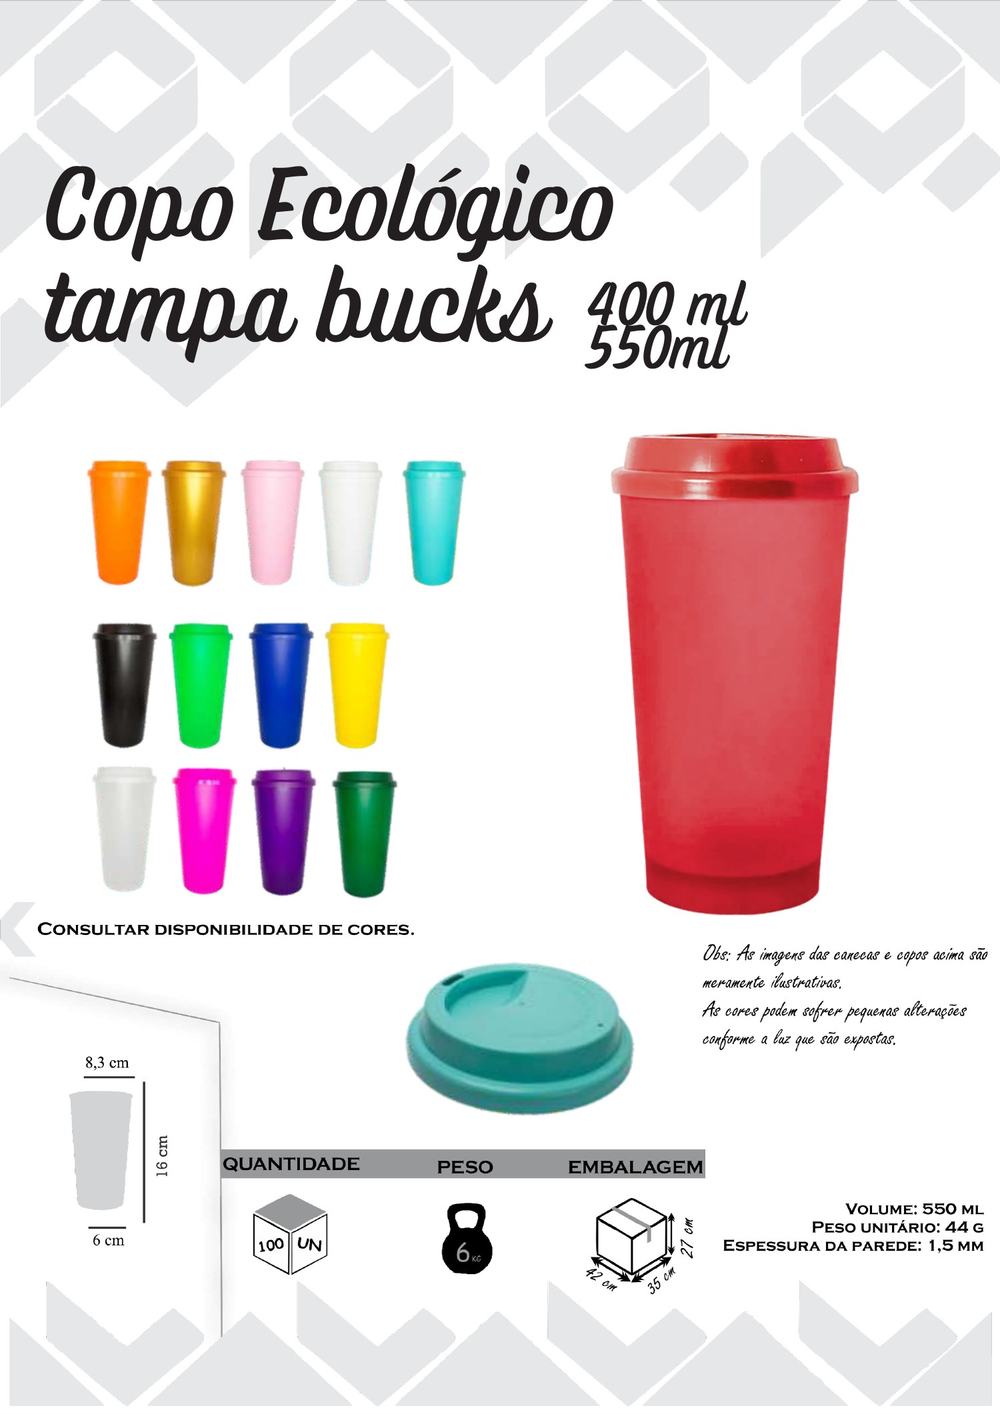 Copo Ecológico
tampa bucks
400 ml
550ml
CONSULTAR DISPONIBILIDADE DE CORES.
Obs: As imagens das canecas e copos acima são
meramente ilustrativas.
As cores podem sofrer pequenas alterações
conforme a luz que são expostas.
8,3 cm
16 cm
6 cm
QUANTIDADE
PESO
EMBALAGEM
100 UN
6 KG
42 cm
35 cm
27 cm
VOLUME: 550 ML
PESO UNITÁRIO: 44 G
ESPESSURA DA PAREDE: 1,5 MM